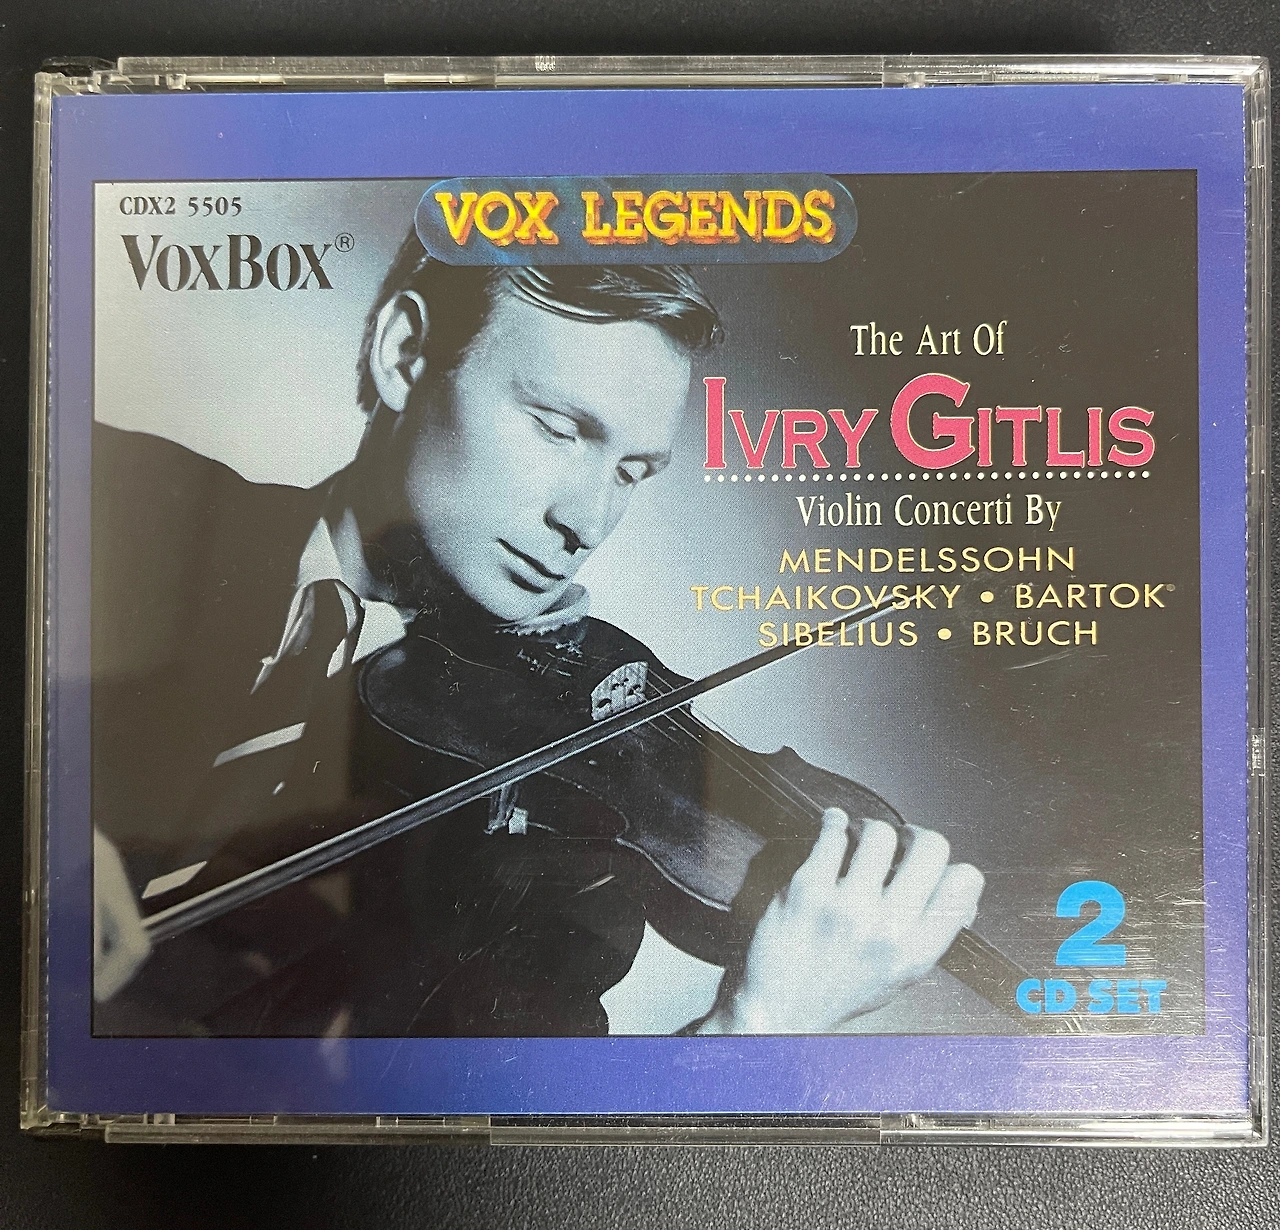 CDX2 5505
VOXBOX®
VOX LEGENDS
The Art Of
IVRY GITLIS
Violin Concerti By
MENDELSSOHN
TCHAIKOVSKY • BARTOK
SIBELIUS • BRUCH
2
CD SET